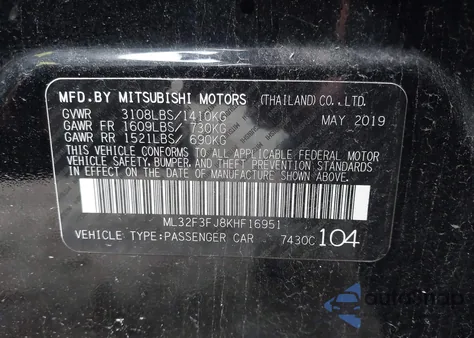 MFD.BY MITSUBISHI MOTORS (THAILAND) CO.,LTD.
GVWR 3108LBS/1410KG MAY 2019
GAWR FR 1609LBS/ 730KG
GAWR RR 1521LBS/ 690KG
THIS VEHICLE CONFORMS TO ALL APPLICABLE FEDERAL MOTOR
VEHICLE SAFETY,BUMPER,AND THEFT PREVENTION STANDARDS
IN EFFECT ON THE DATE OF MANUFACTURE SHOWN ABOVE.
ML32F3FJ8KHF16951
VEHICLE TYPE:PASSENGER CAR 7430C 104